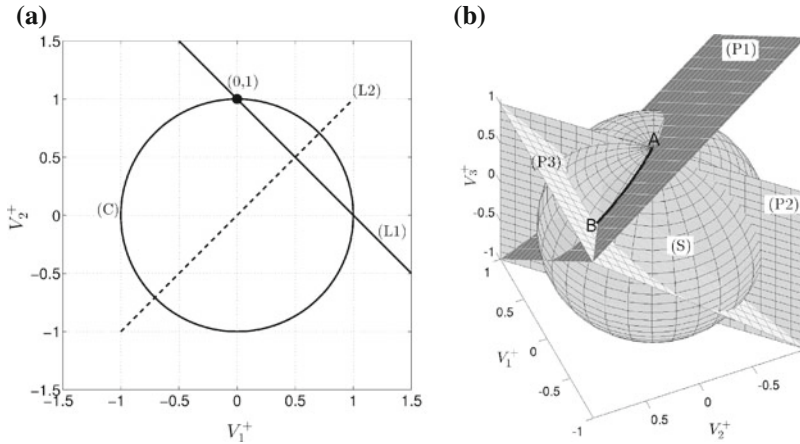 (a)
1.5
1
0.5
0
−0.5
−1
−1.5
−1.5 −1 −0.5 0 0.5 1 1.5
V₁⁺
V₂⁺
(0,1)
(L2)
(C)
(L1)
(b)
(P1)
(P3)
A
(P2)
B
(S)
1
0.5
0
-0.5
-1
V₃⁺
1
0.5
0
-0.5
-1
V₁⁺
0.5
0
-0.5
V₂⁺